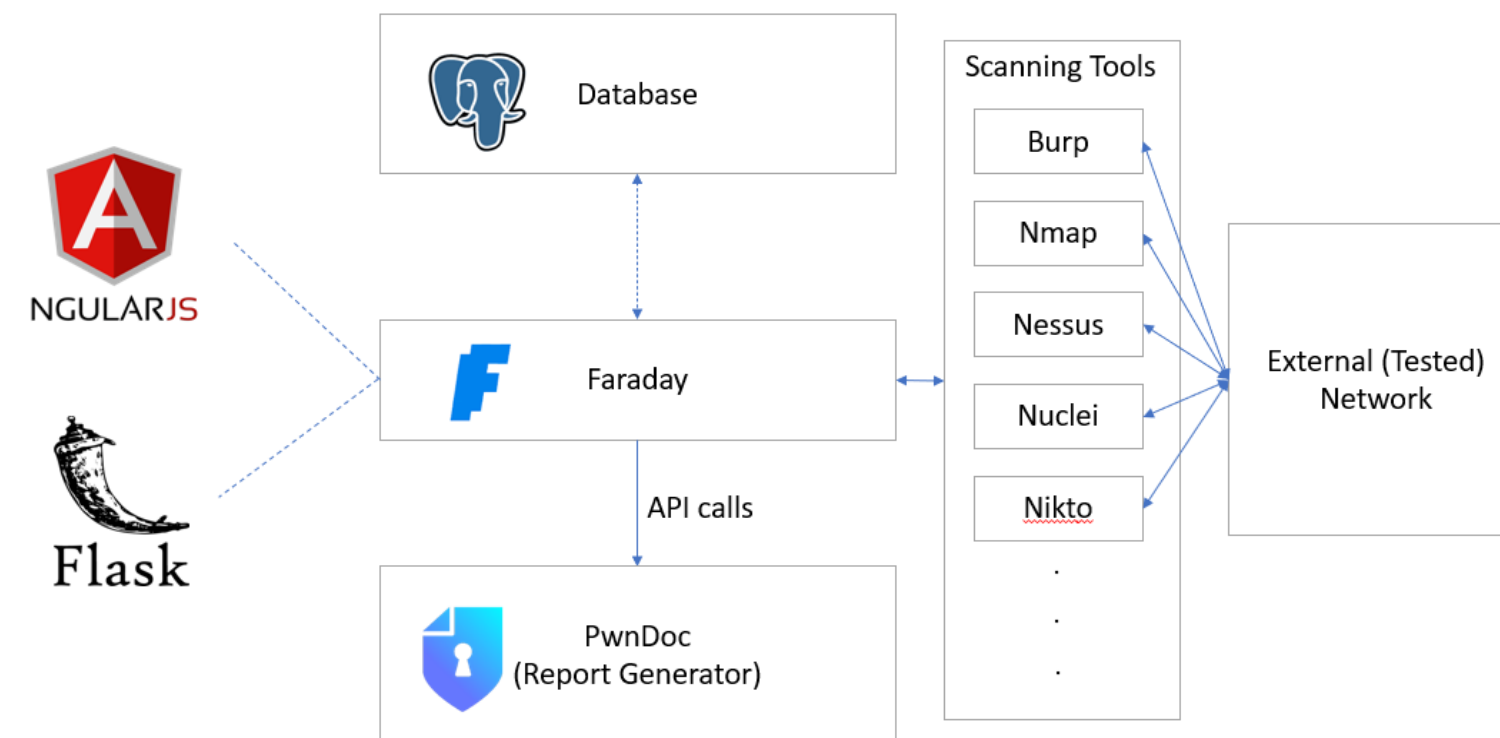 Database
Scanning Tools
Burp
Nmap
Nessus
Nuclei
Nikto
.
.
.
External (Tested)
Network
NGULARJS
Faraday
Flask
API calls
PwnDoc
(Report Generator)